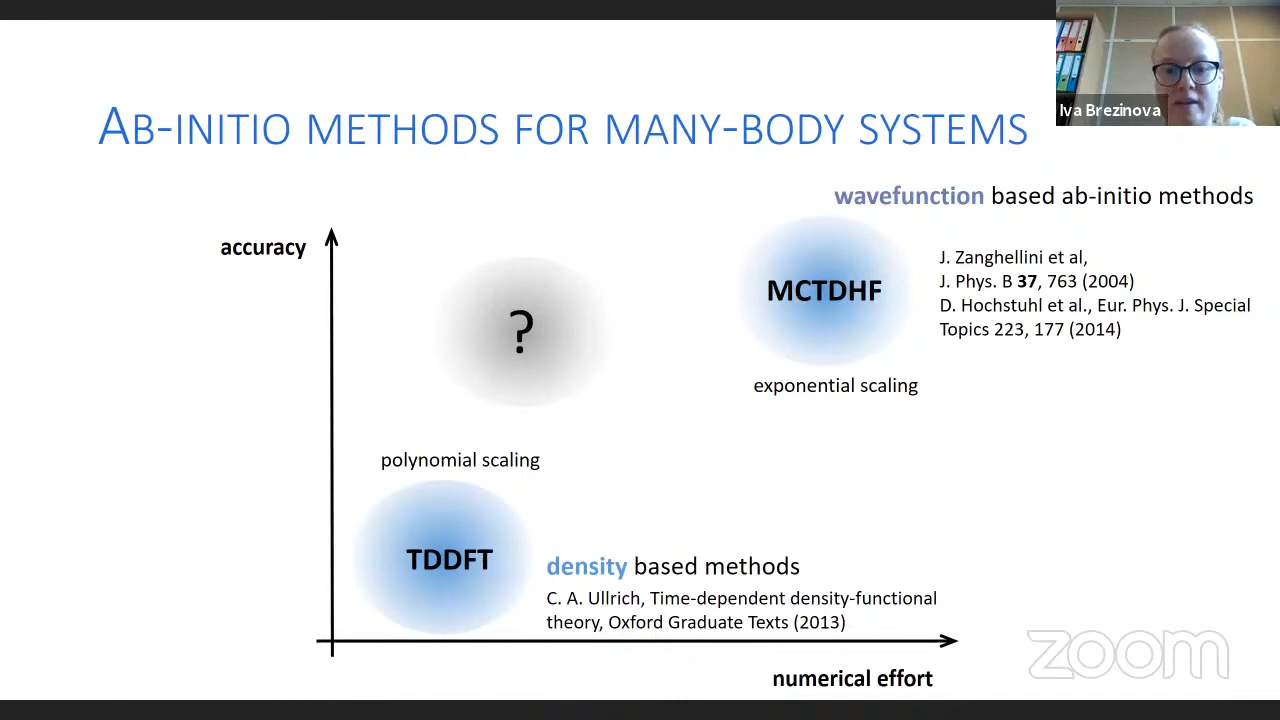 Iva Brezinova
AB-INITIO METHODS FOR MANY-BODY SYSTEMS
wavefunction based ab-initio methods
accuracy
J. Zanghellini et al,
J. Phys. B 37, 763 (2004)
D. Hochstuhl et al., Eur. Phys. J. Special
Topics 223, 177 (2014)
MCTDHF
?
exponential scaling
polynomial scaling
TDDFT
density based methods
C. A. Ullrich, Time-dependent density-functional
theory, Oxford Graduate Texts (2013)
numerical effort
zoom